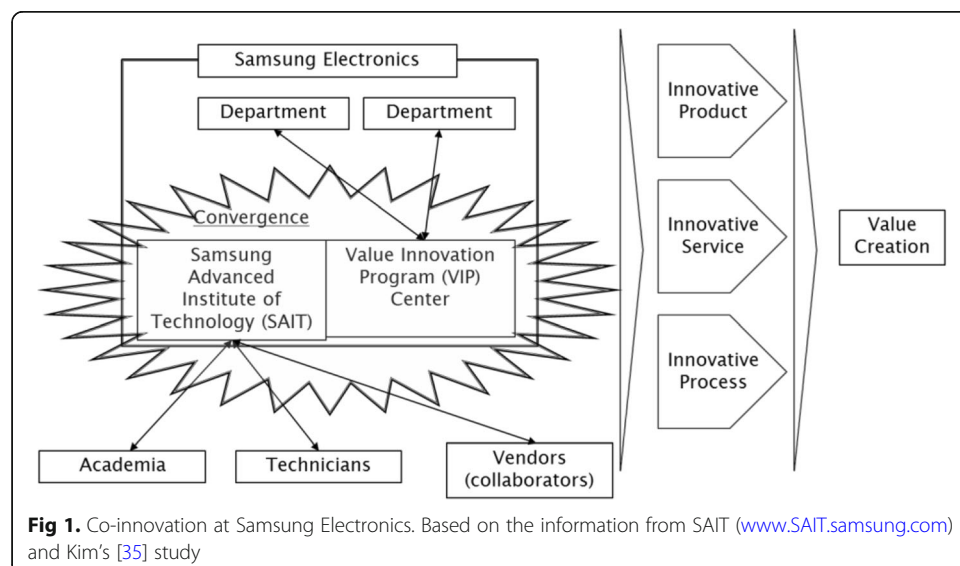 Samsung Electronics
Department
Department
Convergence
Samsung
Advanced
Institute of
Technology (SAIT)
Value Innovation
Program (VIP)
Center
Academia
Technicians
Vendors
(collaborators)
Innovative
Product
Innovative
Service
Innovative
Process
Value
Creation
Fig 1. Co-innovation at Samsung Electronics. Based on the information from SAIT (www.SAIT.samsung.com)
and Kim's [35] study